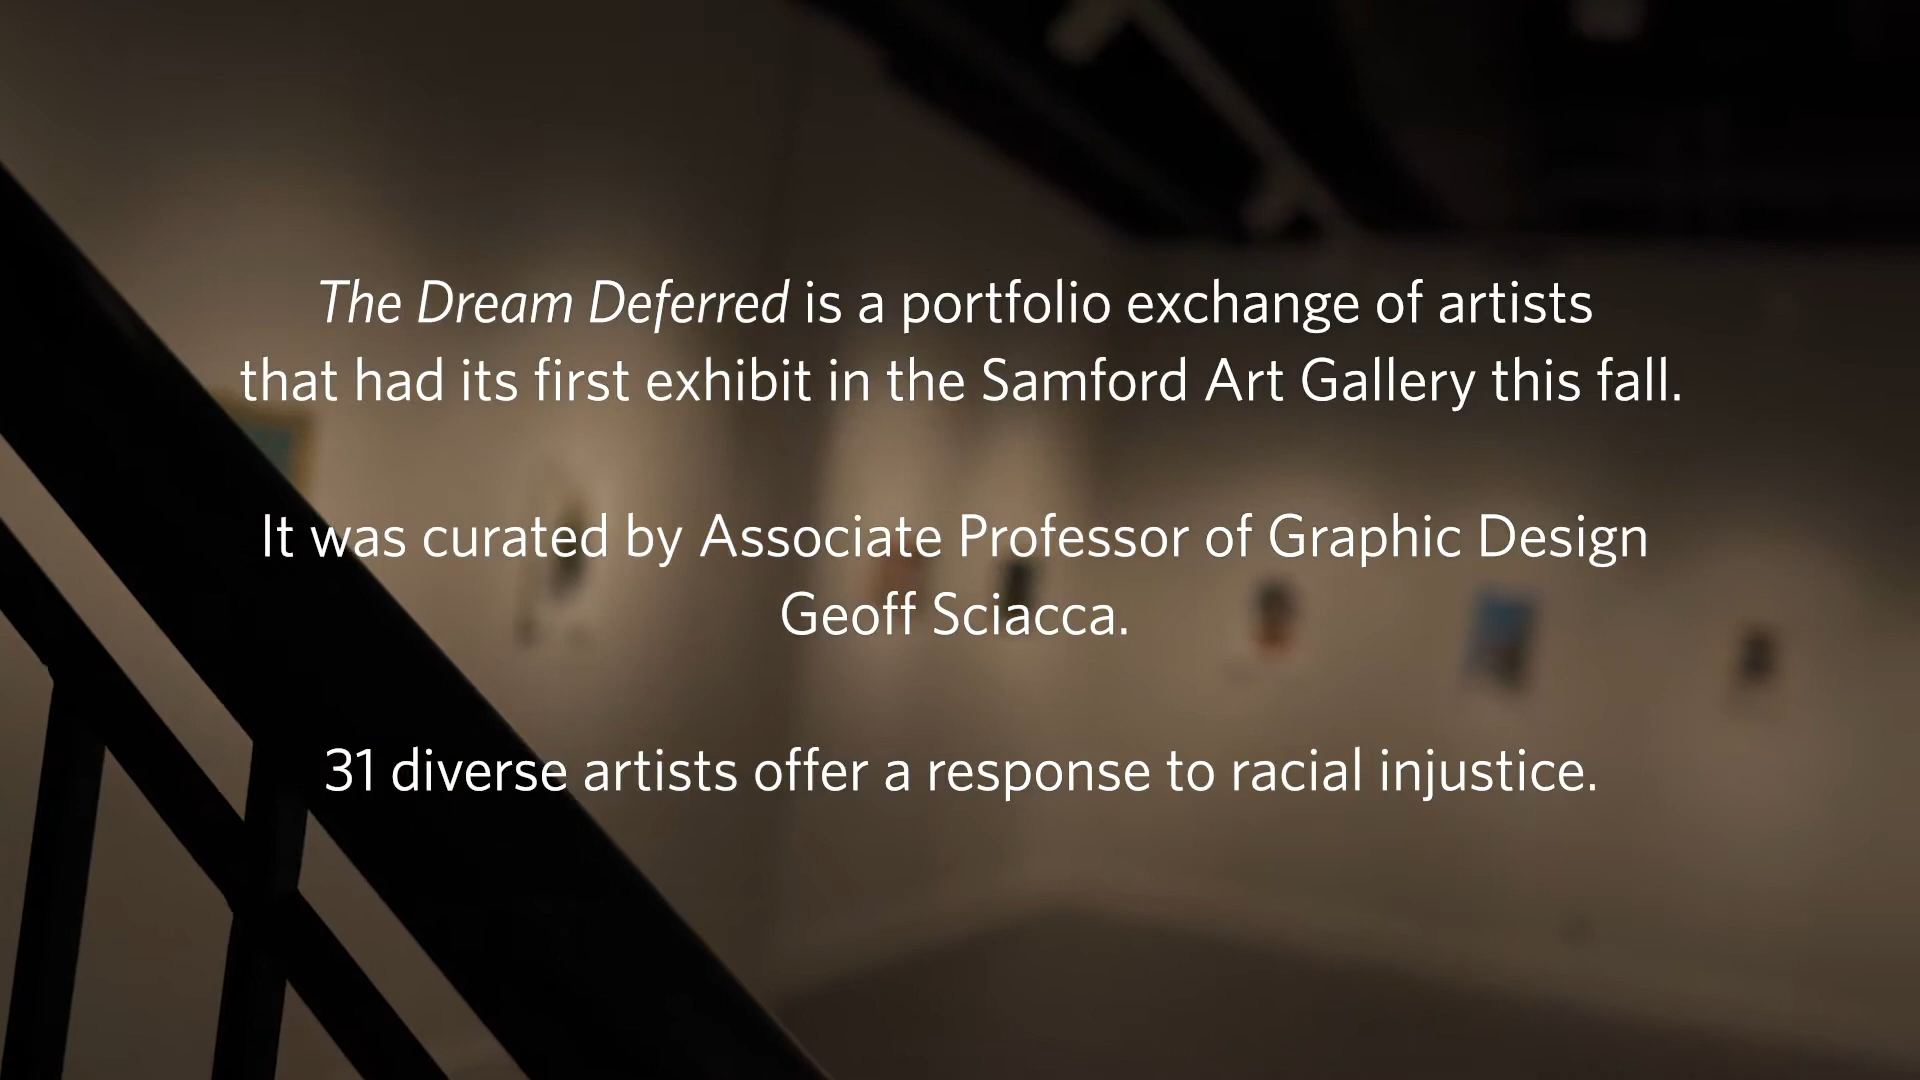 The Dream Deferred is a portfolio exchange of artists
that had its first exhibit in the Samford Art Gallery this fall.
It was curated by Associate Professor of Graphic Design
Geoff Sciacca.
31 diverse artists offer a response to racial injustice.